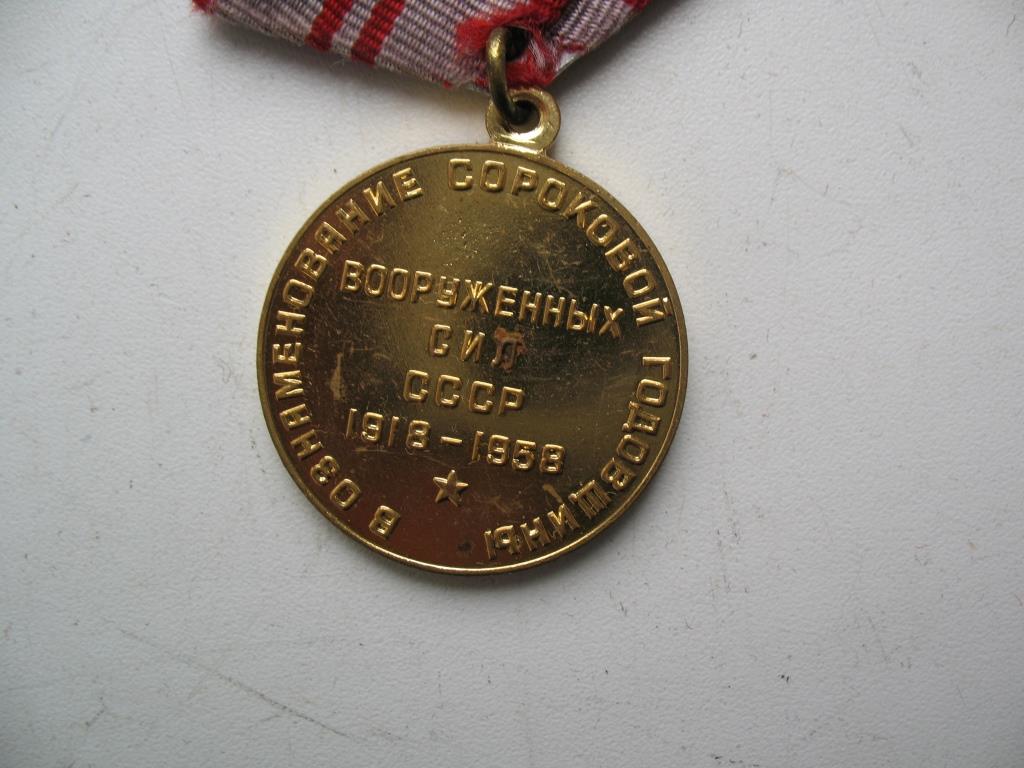 В ОЗНАМЕНОВАНИЕ СОРОКОВОЙ ГОДОВЩИНЫ
ВООРУЖЕННЫХ
СИЛ
СССР
1918-1958